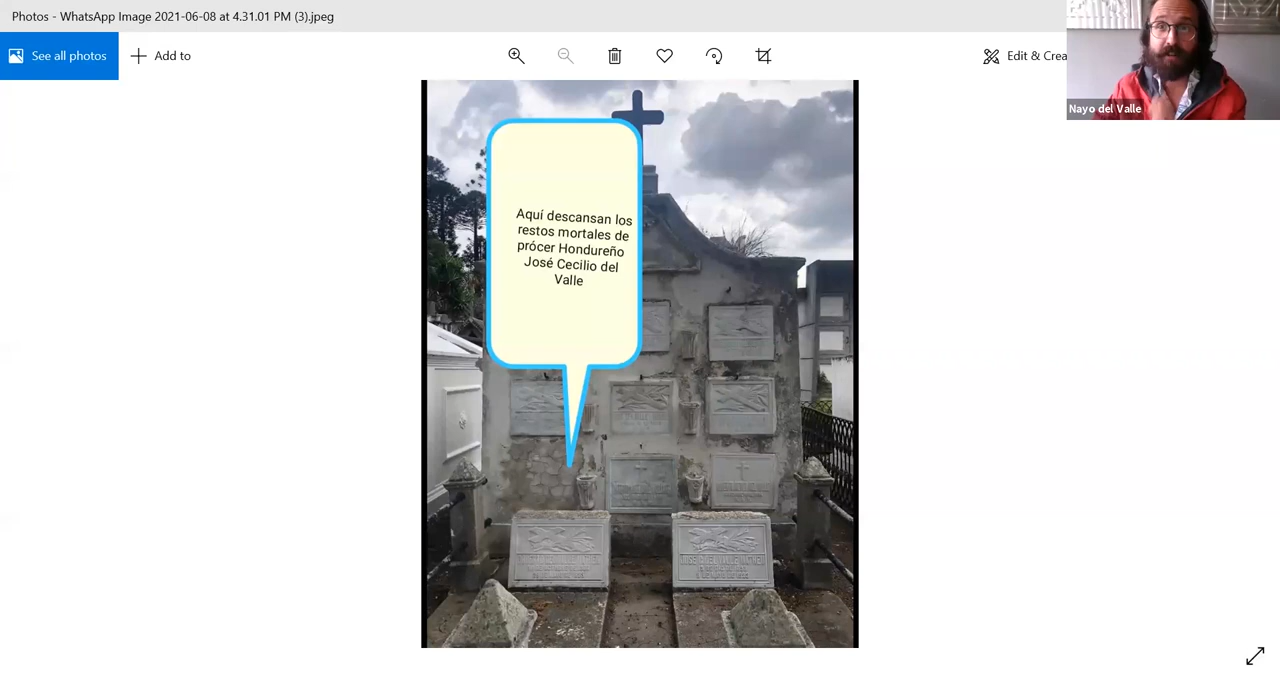 Photos - WhatsApp Image 2021-06-08 at 4.31.01 PM (3).jpeg
See all photos
Add to
Edit & Crea
Nayo del Valle
Aquí descansan los
restos mortales de
prócer Hondureño
José Cecilio del
Valle